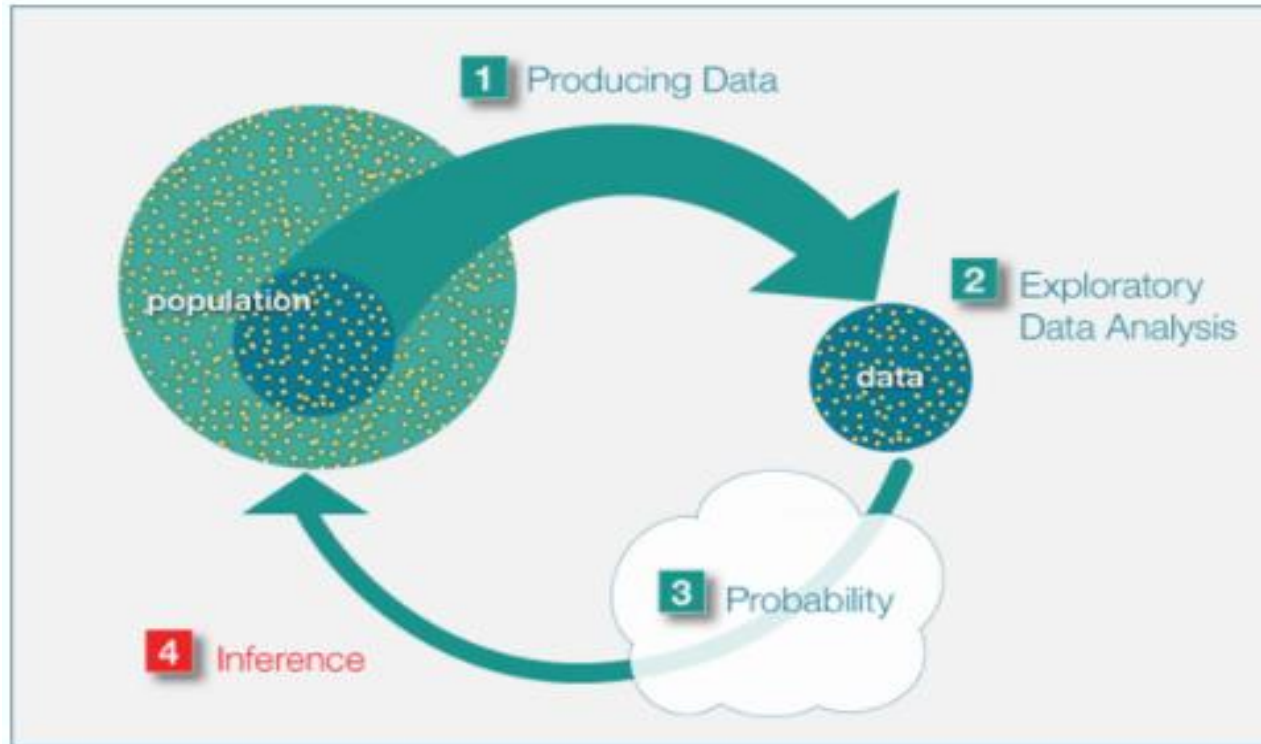 1 Producing Data
population
2 Exploratory
Data Analysis
data
3 Probability
4 Inference